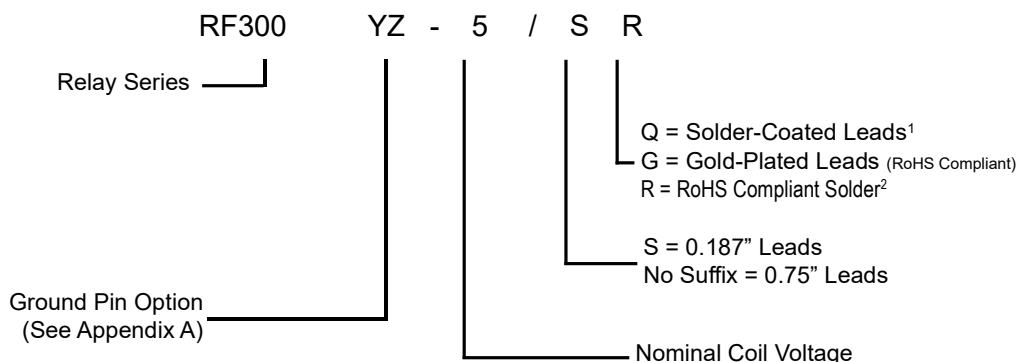 RF300 YZ - 5 / S R
Relay Series
Q = Solder-Coated Leads¹
G = Gold-Plated Leads (RoHS Compliant)
R = RoHS Compliant Solder²
S = 0.187” Leads
No Suffix = 0.75” Leads
Ground Pin Option
(See Appendix A)
Nominal Coil Voltage